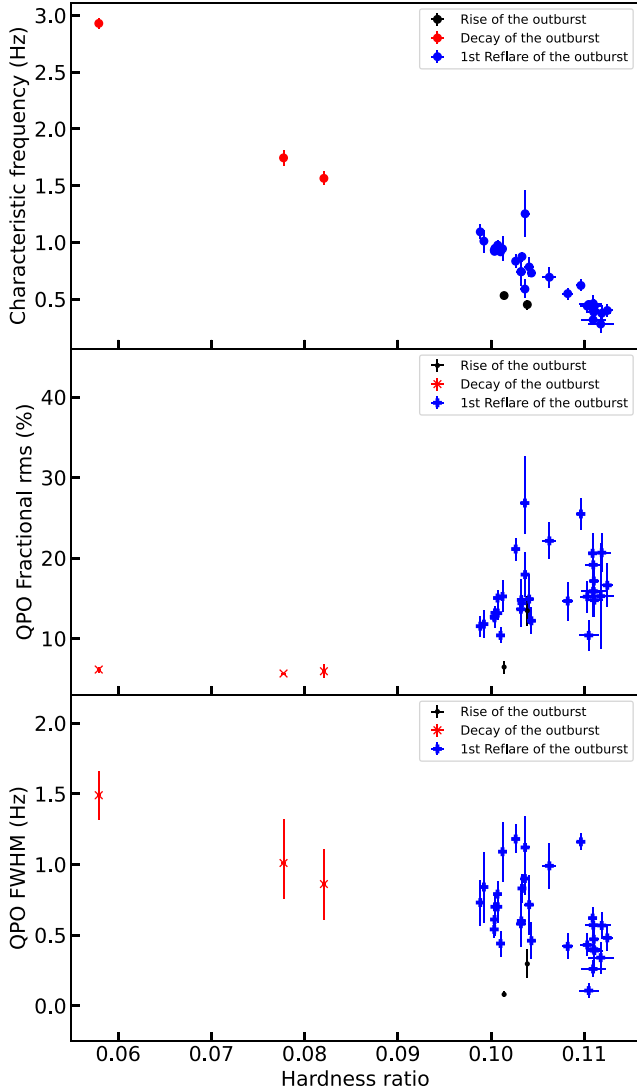 3.0
2.5
2.0
1.5
1.0
0.5
Characteristic frequency (Hz)
Rise of the outburst
Decay of the outburst
1st Reflare of the outburst
40
30
20
10
QPO Fractional rms (%)
Rise of the outburst
Decay of the outburst
1st Reflare of the outburst
2.0
1.5
1.0
0.5
0.0
QPO FWHM (Hz)
Rise of the outburst
Decay of the outburst
1st Reflare of the outburst
0.06 0.07 0.08 0.09 0.10 0.11
Hardness ratio